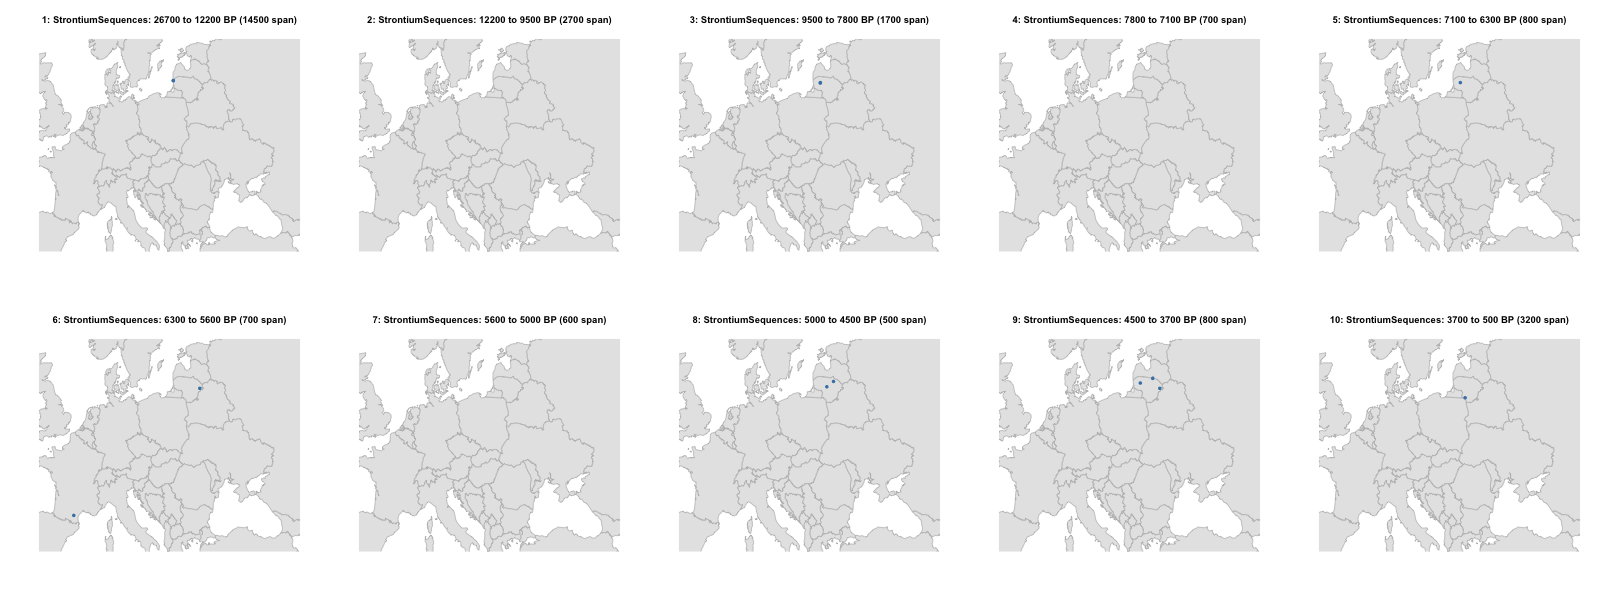 1: StrontiumSequences: 26700 to 12200 BP (14500 span)
2: StrontiumSequences: 12200 to 9500 BP (2700 span)
3: StrontiumSequences: 9500 to 7800 BP (1700 span)
4: StrontiumSequences: 7800 to 7100 BP (700 span)
5: StrontiumSequences: 7100 to 6300 BP (800 span)
6: StrontiumSequences: 6300 to 5600 BP (700 span)
7: StrontiumSequences: 5600 to 5000 BP (600 span)
8: StrontiumSequences: 5000 to 4500 BP (500 span)
9: StrontiumSequences: 4500 to 3700 BP (800 span)
10: StrontiumSequences: 3700 to 500 BP (3200 span)